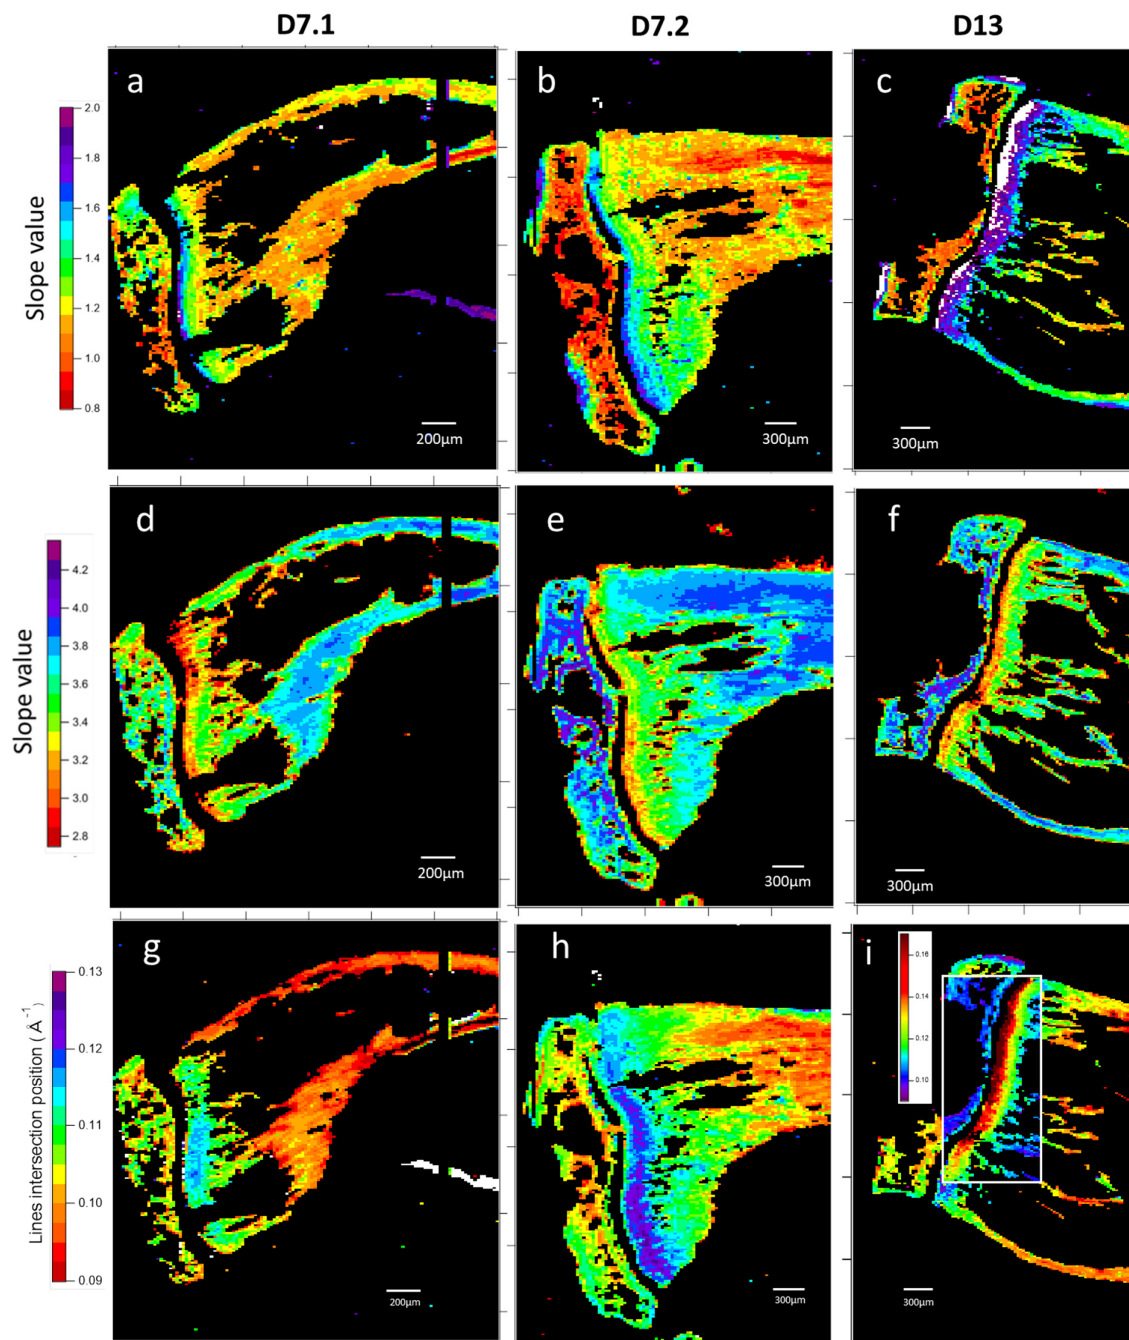 D7.1 D7.2 D13
a b c
Slope value
2.0
1.8
1.6
1.4
1.2
1.0
0.8
200µm 300µm 300µm
d e f
Slope value
4.2
4.0
3.8
3.6
3.4
3.2
3.0
2.8
200µm 300µm 300µm
g h i
Lines intersection position (Å⁻¹)
0.13
0.12
0.11
0.10
0.09
0.16
0.14
0.12
0.10
200µm 300µm 300µm